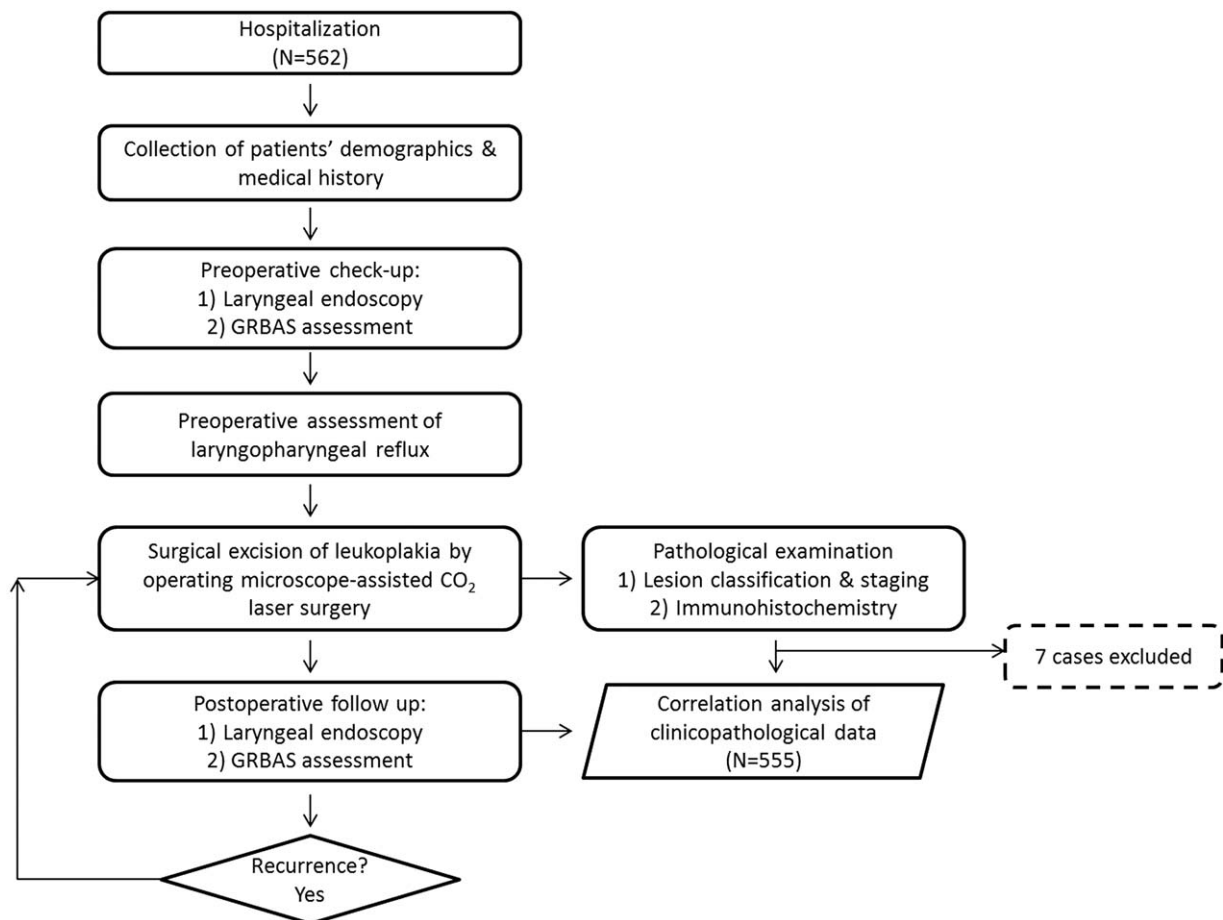 Hospitalization
(N=562)
Collection of patients’ demographics &
medical history
Preoperative check-up:
1) Laryngeal endoscopy
2) GRBAS assessment
Preoperative assessment of
laryngopharyngeal reflux
Surgical excision of leukoplakia by
operating microscope-assisted CO₂
laser surgery
Pathological examination
1) Lesion classification & staging
2) Immunohistochemistry
7 cases excluded
Postoperative follow up:
1) Laryngeal endoscopy
2) GRBAS assessment
Correlation analysis of
clinicopathological data
(N=555)
Recurrence?
Yes